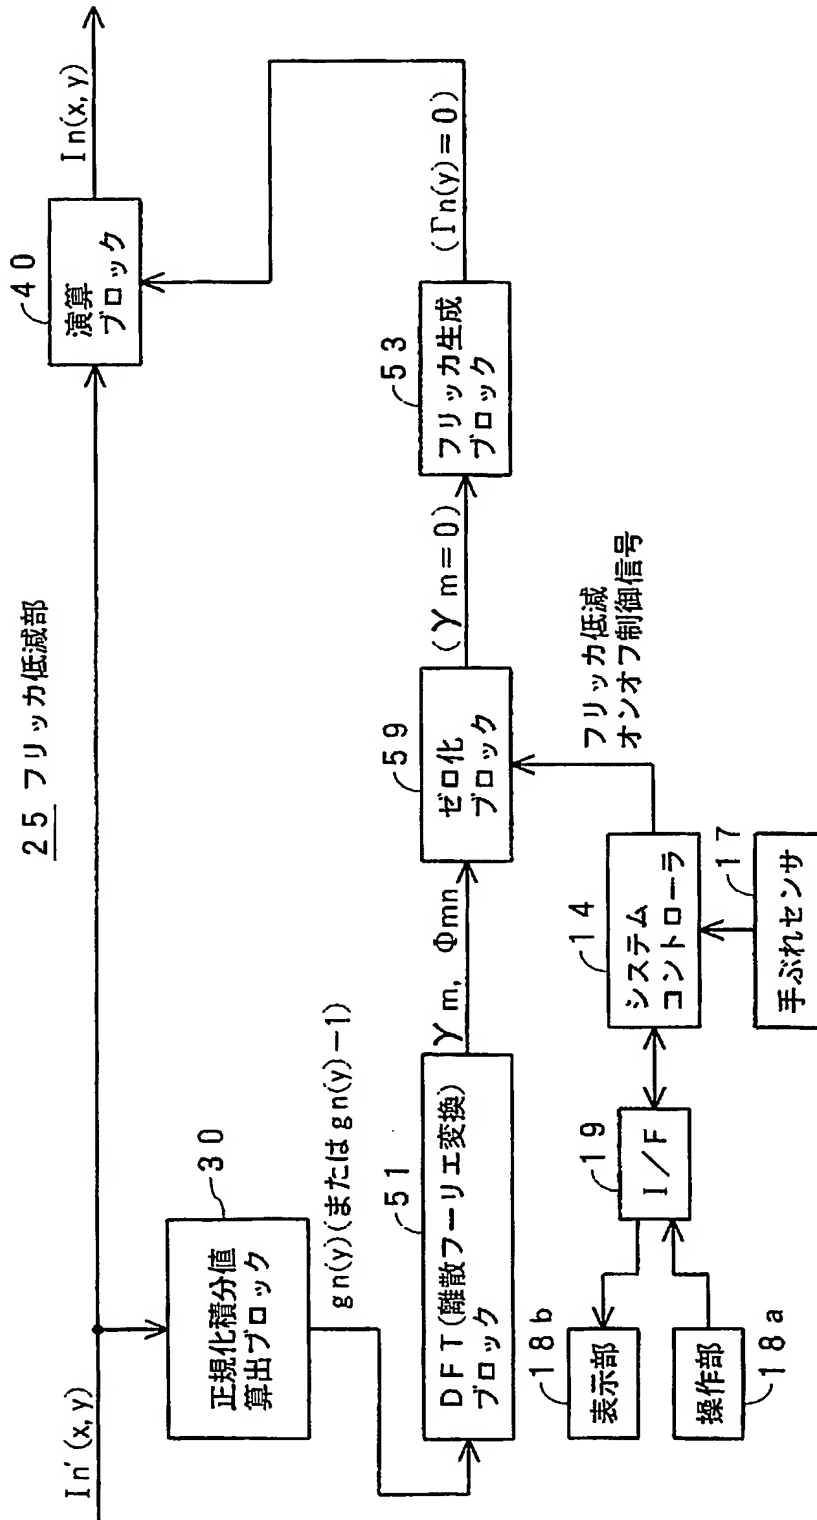 25 フリッカ低減部
In'(x,y)
30
正規化積分値
算出ブロック
gn(y)(またはgn(y)-1)
51
DFT(離散フーリエ変換)
ブロック
γm, Φmn
59
ゼロ化
ブロック
(γm=0)
53
フリッカ生成
ブロック
(Γn(y)=0)
40
演算
ブロック
In(x,y)
フリッカ低減
オンオフ制御信号
14
システム
コントローラ
17
手ぶれセンサ
19
I/F
18b
表示部
18a
操作部